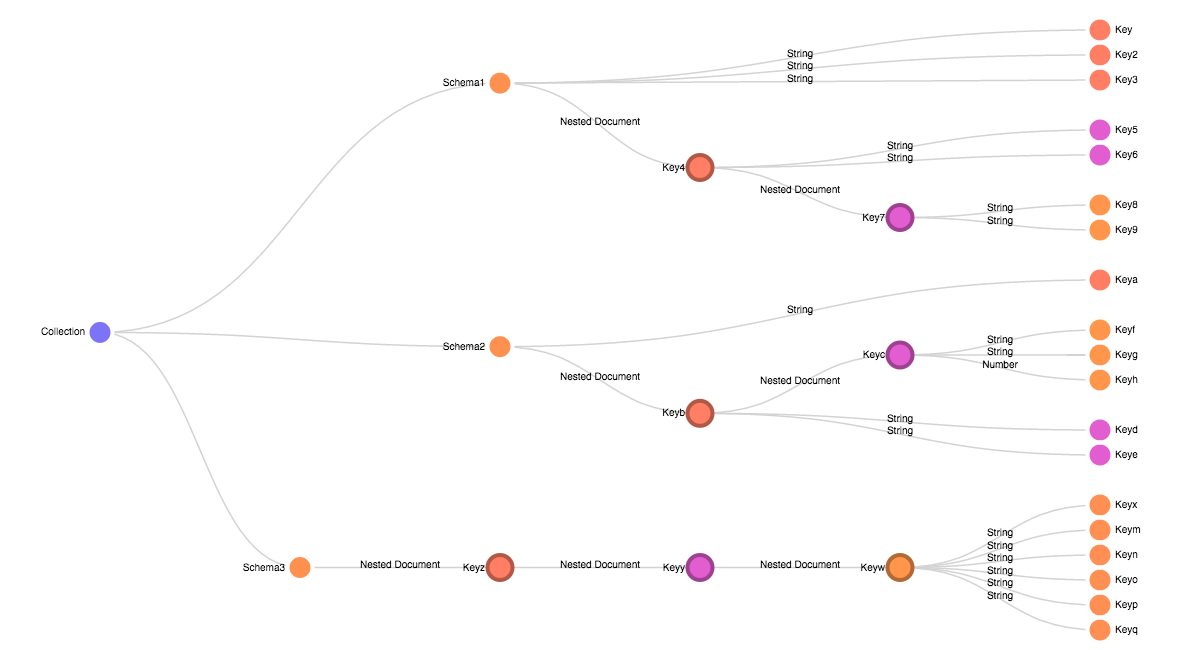 Key
String
Key2
String
String
Key3
Schema1
Nested Document
Key5
String
Key6
String
Key4
Nested Document
Key8
String
Key7
String
Key9
Keya
String
Collection
Keyf
String
Schema2
String
Keyg
Keyc
Number
Nested Document
Nested Document
Keyh
Keyb
String
Keyd
String
Keye
Keyx
String
Keym
String
String
Keyn
Schema3
Nested Document
Keyz
Nested Document
Keyy
Nested Document
Keyw
String
Keyo
String
String
Keyp
Keyq